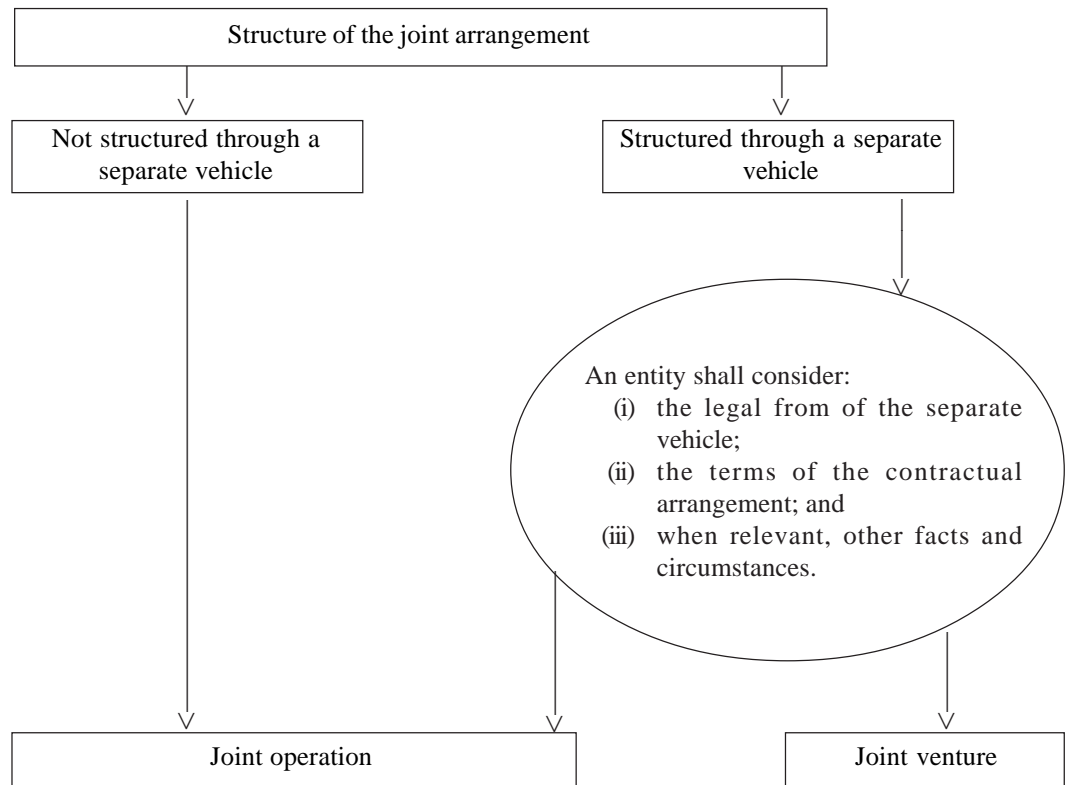 Structure of the joint arrangement
Not structured through a
separate vehicle
Structured through a separate
vehicle
An entity shall consider:
(i) the legal from of the separate
vehicle;
(ii) the terms of the contractual
arrangement; and
(iii) when relevant, other facts and
circumstances.
Joint operation
Joint venture